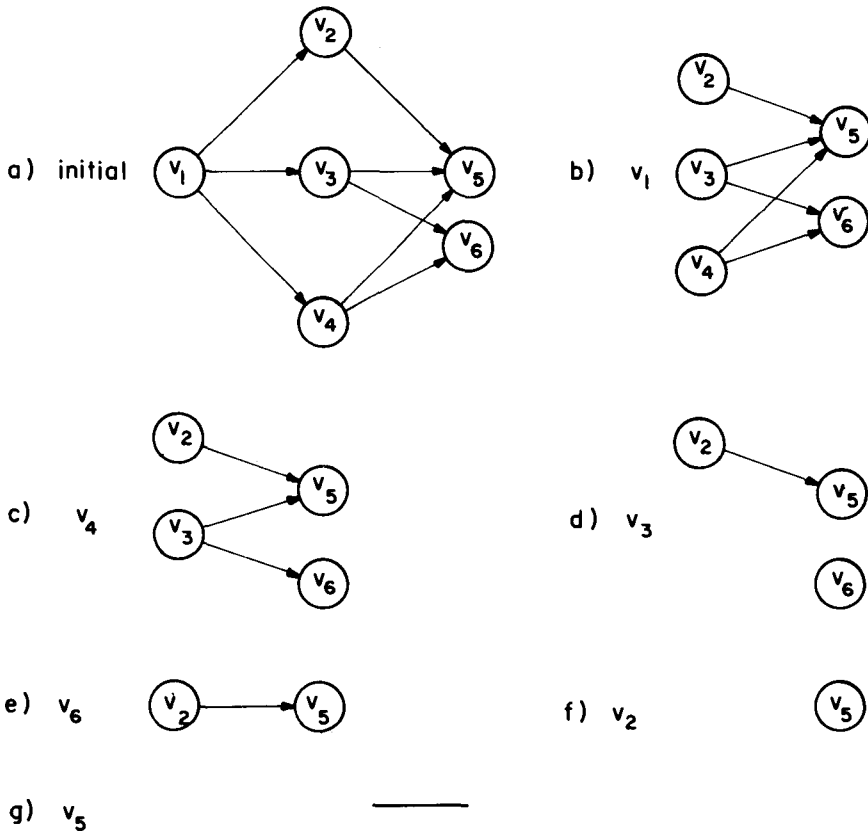 a) initial
v₁
v₂
v₃
v₄
v₅
v₆
b) v₁
v₂
v₃
v₄
v₅
v₆
c) v₄
v₂
v₃
v₅
v₆
d) v₃
v₂
v₅
v₆
e) v₆
v₂
v₅
f) v₂
v₅
g) v₅